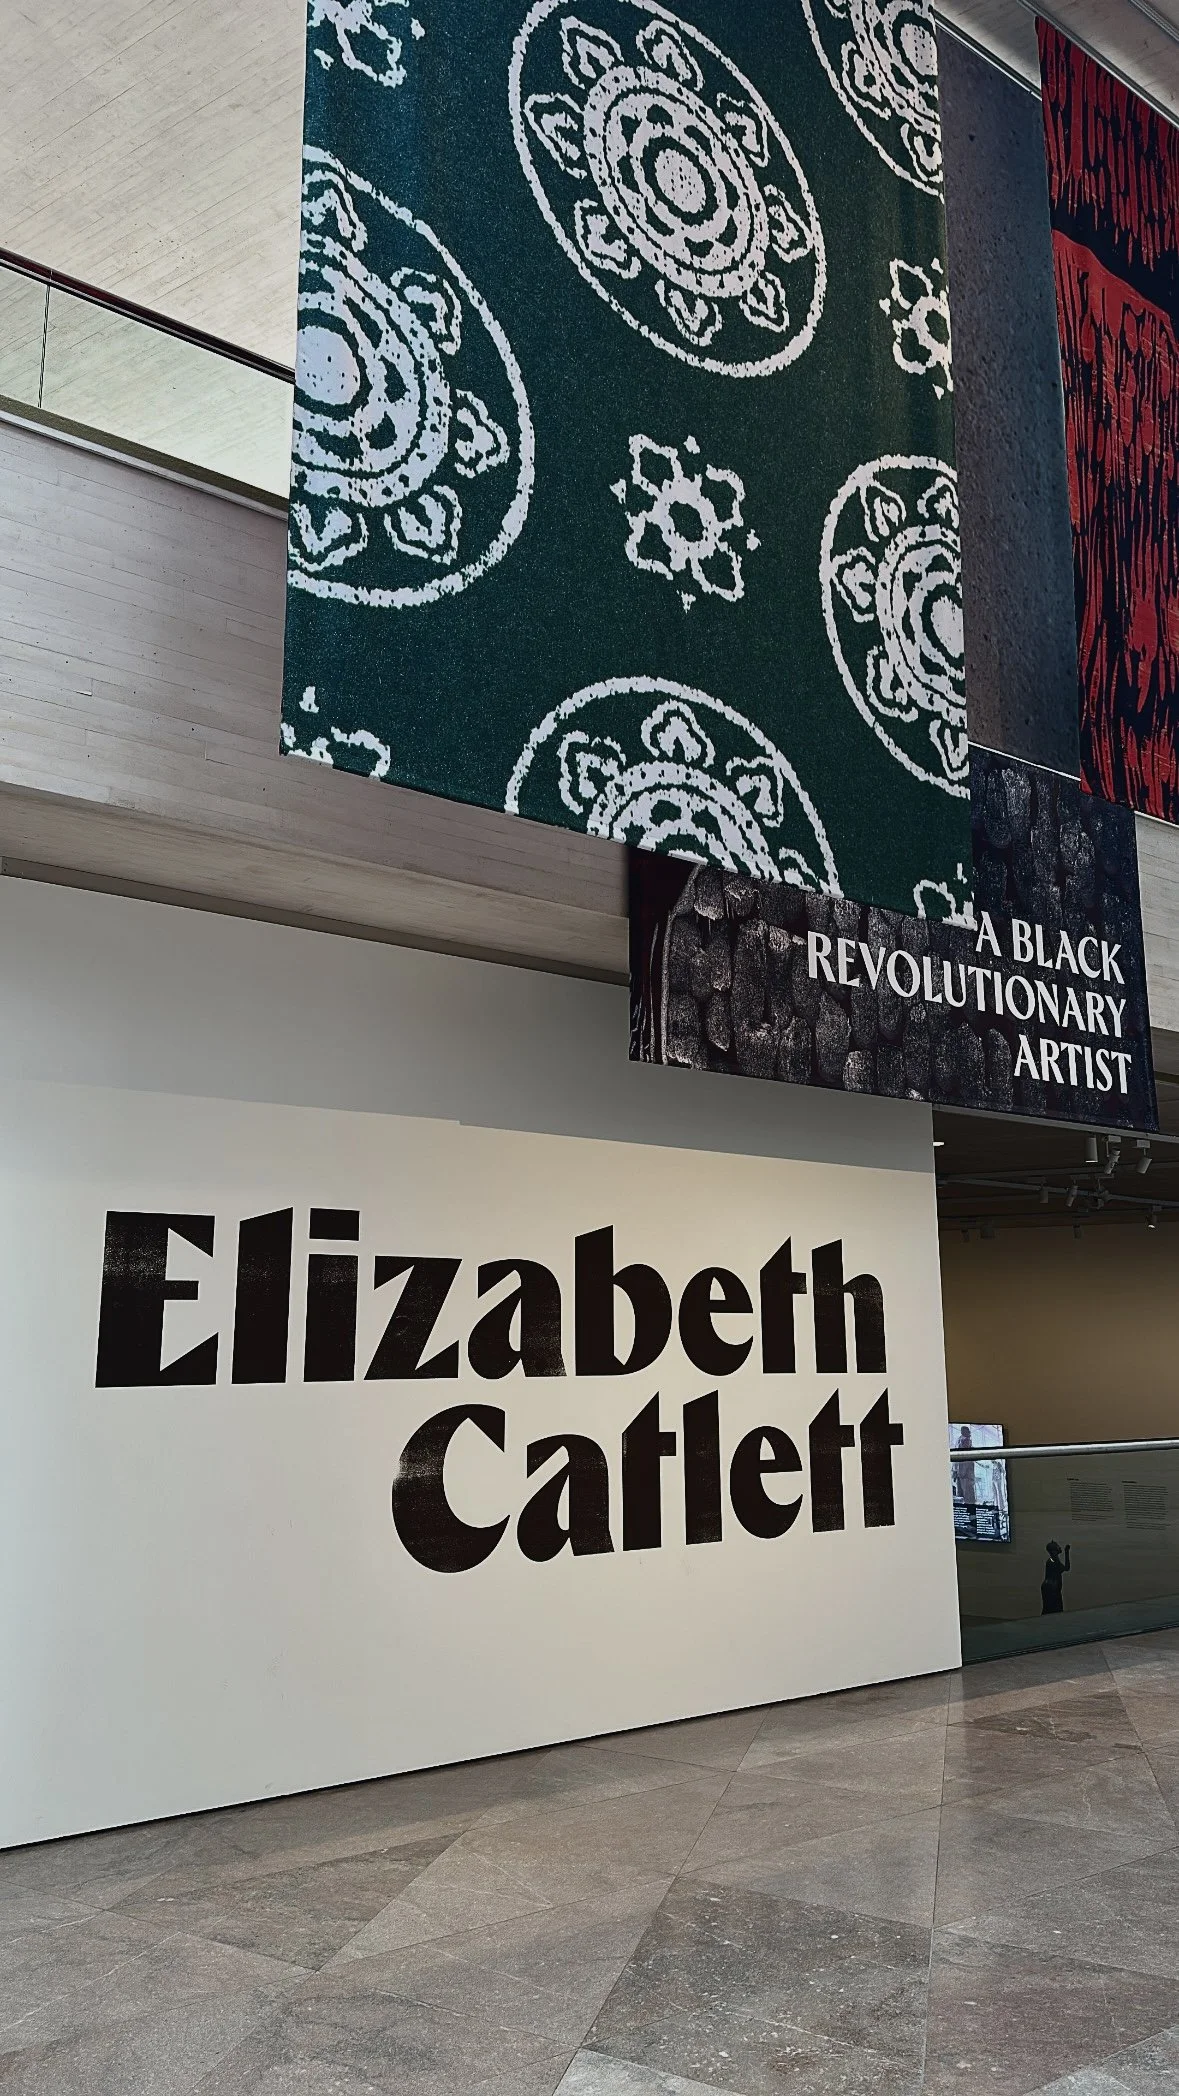 A BLACK
REVOLUTIONARY
ARTIST
Elizabeth
Catlett